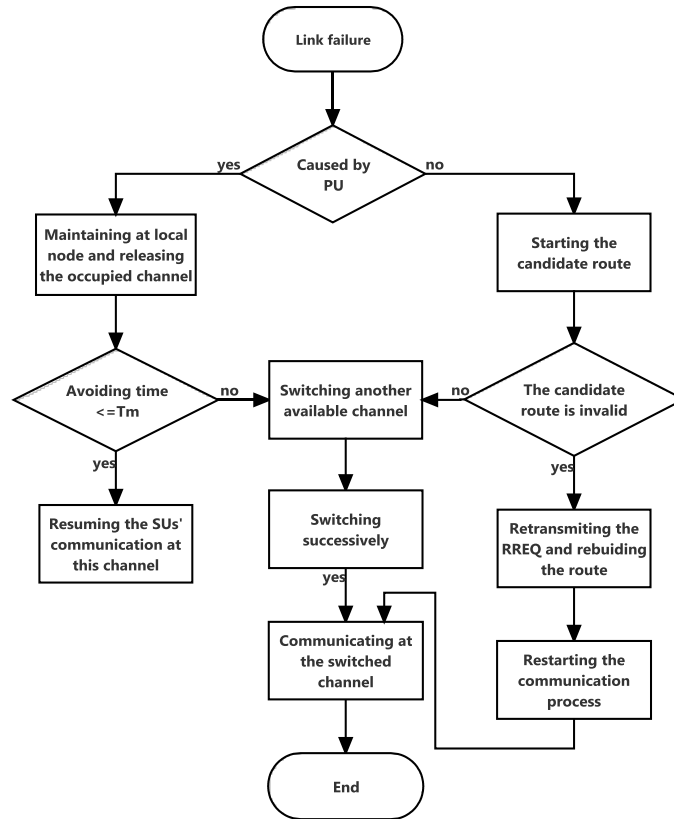 Link failure
Caused by
PU
yes
no
Maintaining at local
node and releasing
the occupied channel
Starting the
candidate route
Avoiding time
<=Tm
no
Switching another
available channel
no
The candidate
route is invalid
yes
yes
Resuming the SUs'
communication at
this channel
Switching
successively
Retransmiting the
RREQ and rebuiding
the route
yes
Communicating at
the switched
channel
Restarting the
communication
process
End